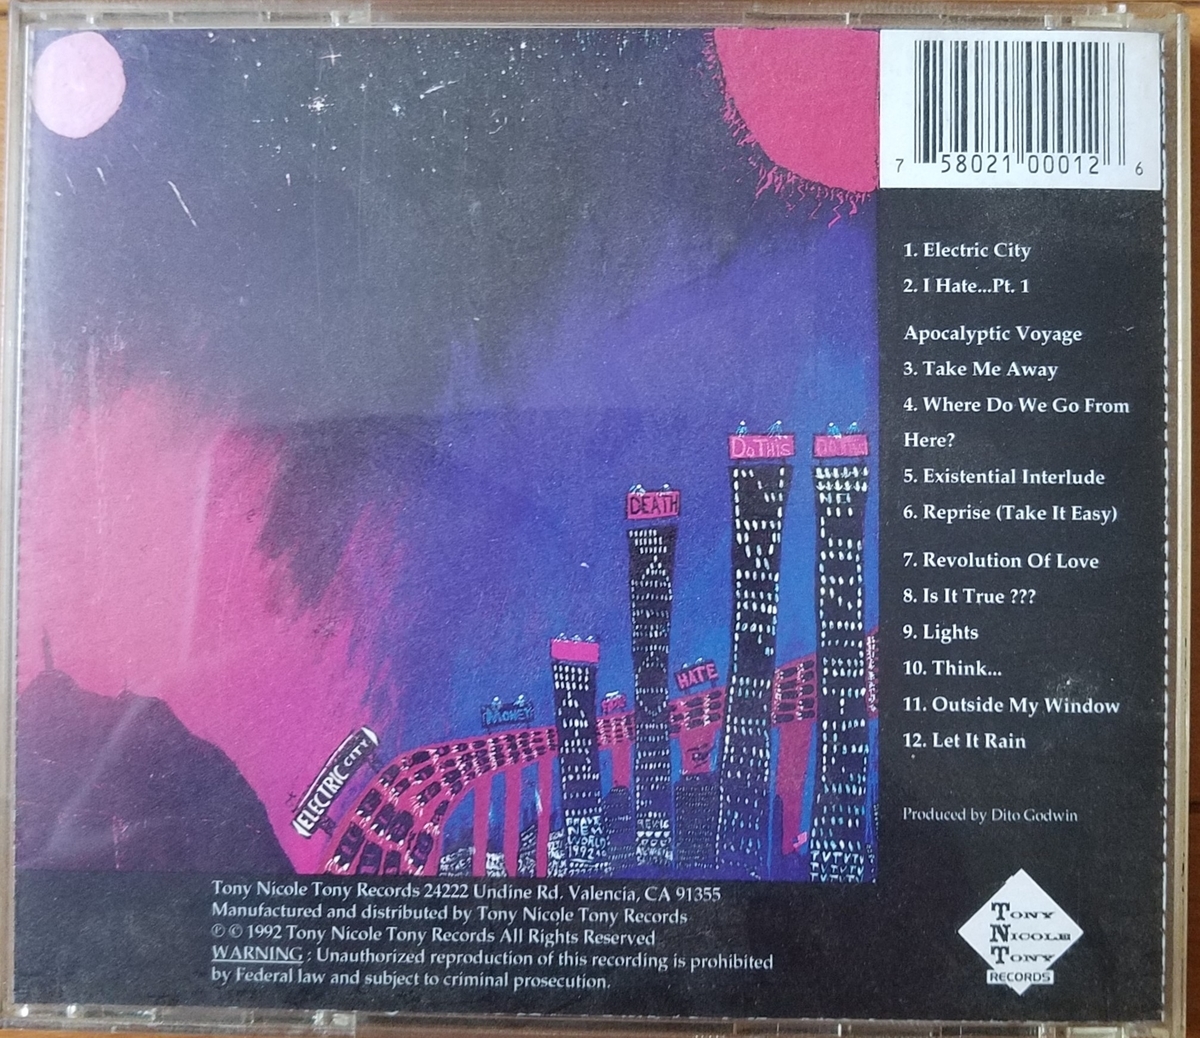 7 58021 00012 6
1. Electric City
2. I Hate...Pt. 1
Apocalyptic Voyage
3. Take Me Away
4. Where Do We Go From
Here?
5. Existential Interlude
6. Reprise (Take It Easy)
7. Revolution Of Love
8. Is It True ???
9. Lights
10. Think...
11. Outside My Window
12. Let It Rain
Produced by Dito Godwin
DoThis
DEATH
HATE
MONEY
ELECTRIC CITY
BRAVE
NEW
WORLD
1992
Tony Nicole Tony Records 24222 Undine Rd. Valencia, CA 91355
Manufactured and distributed by Tony Nicole Tony Records
℗ © 1992 Tony Nicole Tony Records All Rights Reserved
WARNING : Unauthorized reproduction of this recording is prohibited
by Federal law and subject to criminal prosecution.
TONY
NICOLE
TONY
RECORDS